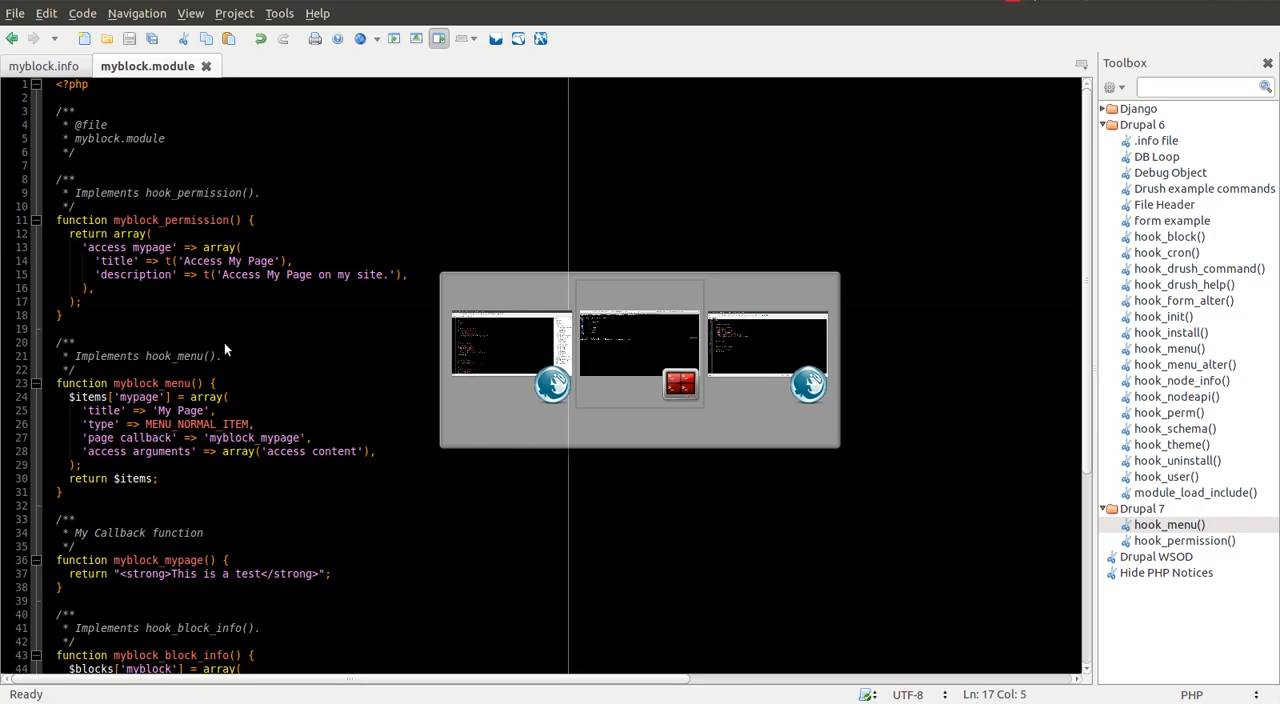 File Edit Code Navigation View Project Tools Help
myblock.info myblock.module
1 <?php
2
3 /**
4 * @file
5 * myblock.module
6 */
7
8 /**
9 * Implements hook_permission().
10 */
11 function myblock_permission() {
12 return array(
13 'access mypage' => array(
14 'title' => t('Access My Page'),
15 'description' => t('Access My Page on my site.'),
16 ),
17 );
18 }
19
20 /**
21 * Implements hook_menu().
22 */
23 function myblock_menu() {
24 $items['mypage'] = array(
25 'title' => 'My Page',
26 'type' => MENU_NORMAL_ITEM,
27 'page callback' => 'myblock_mypage',
28 'access arguments' => array('access content'),
29 );
30 return $items;
31 }
32
33 /**
34 * My Callback function
35 */
36 function myblock_mypage() {
37 return "<strong>This is a test</strong>";
38 }
39
40 /**
41 * Implements hook_block_info().
42 */
43 function myblock_block_info() {
44 $blocks['myblock'] = array(
Toolbox
Django
Drupal 6
.info file
DB Loop
Debug Object
Drush example commands
File Header
form example
hook_block()
hook_cron()
hook_drush_command()
hook_drush_help()
hook_form_alter()
hook_init()
hook_install()
hook_menu()
hook_menu_alter()
hook_node_info()
hook_nodeapi()
hook_perm()
hook_schema()
hook_theme()
hook_uninstall()
hook_user()
module_load_include()
Drupal 7
hook_menu()
hook_permission()
Drupal WSOD
Hide PHP Notices
Ready UTF-8 Ln: 17 Col: 5 PHP